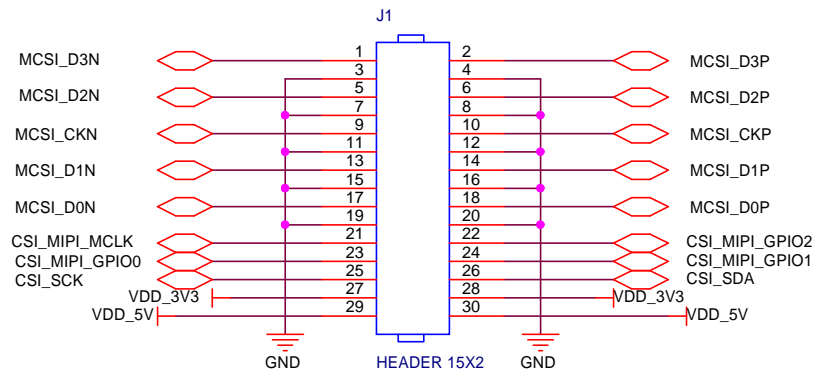 J1
MCSI_D3N 1 2 MCSI_D3P
3 4
MCSI_D2N 5 6 MCSI_D2P
7 8
MCSI_CKN 9 10 MCSI_CKP
11 12
MCSI_D1N 13 14 MCSI_D1P
15 16
MCSI_D0N 17 18 MCSI_D0P
19 20
CSI_MIPI_MCLK 21 22 CSI_MIPI_GPIO2
CSI_MIPI_GPIO0 23 24 CSI_MIPI_GPIO1
CSI_SCK 25 26 CSI_SDA
VDD_3V3 27 28 VDD_3V3
VDD_5V 29 30 VDD_5V
GND HEADER 15X2 GND